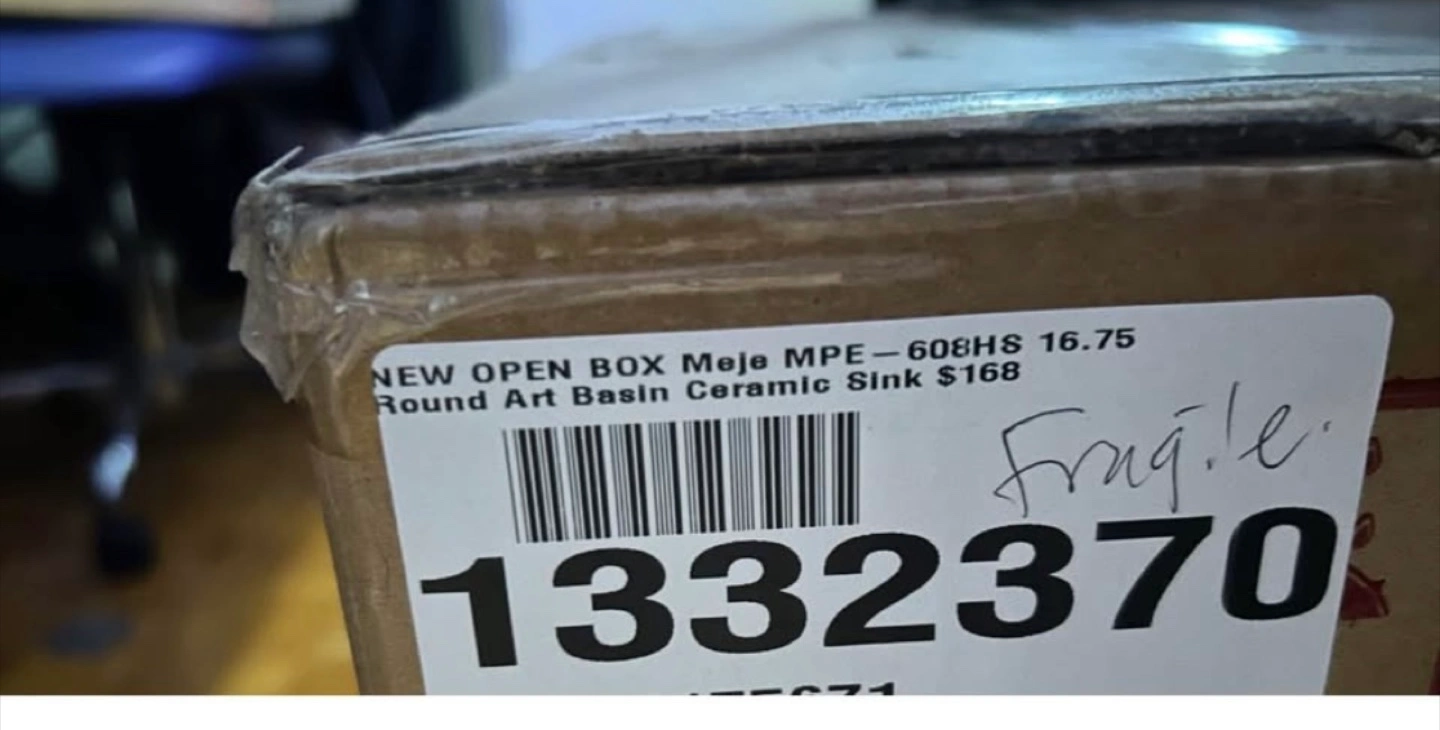 NEW OPEN BOX Meje MPE-608HS 16.75
Round Art Basin Ceramic Sink $168
Fragile.
1332370